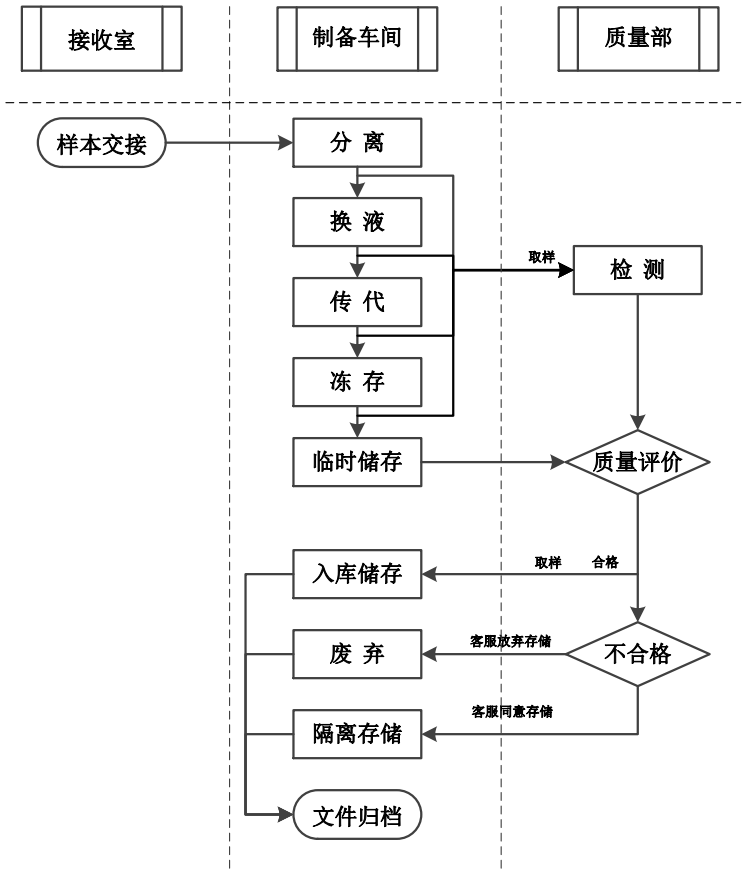 接收室
制备车间
质量部
样本交接
分 离
换 液
取样
检 测
传 代
冻 存
临时储存
质量评价
入库储存
取样
合格
废 弃
客服放弃存储
不合格
隔离存储
客服同意存储
文件归档